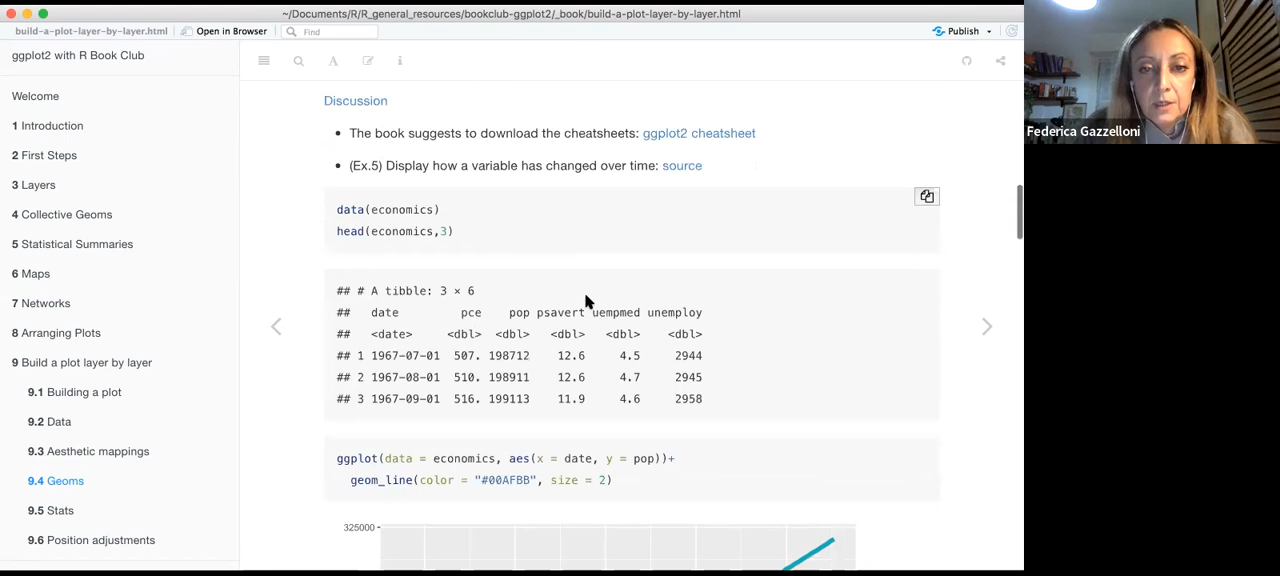 ~/Documents/R/R_general_resources/bookclub-ggplot2/_book/build-a-plot-layer-by-layer.html
build-a-plot-layer-by-layer.html Open in Browser Find Publish
ggplot2 with R Book Club
Welcome
1 Introduction
2 First Steps
3 Layers
4 Collective Geoms
5 Statistical Summaries
6 Maps
7 Networks
8 Arranging Plots
9 Build a plot layer by layer
9.1 Building a plot
9.2 Data
9.3 Aesthetic mappings
9.4 Geoms
9.5 Stats
9.6 Position adjustments
Discussion
• The book suggests to download the cheatsheets: ggplot2 cheatsheet
• (Ex.5) Display how a variable has changed over time: source
data(economics)
head(economics,3)
## # A tibble: 3 × 6
##   date         pce    pop psavert uempmed unemploy
##   <date>     <dbl>  <dbl>   <dbl>   <dbl>    <dbl>
## 1 1967-07-01  507. 198712    12.6     4.5     2944
## 2 1967-08-01  510. 198911    12.6     4.7     2945
## 3 1967-09-01  516. 199113    11.9     4.6     2958
ggplot(data = economics, aes(x = date, y = pop))+
geom_line(color = "#00AFBB", size = 2)
325000
Federica Gazzelloni